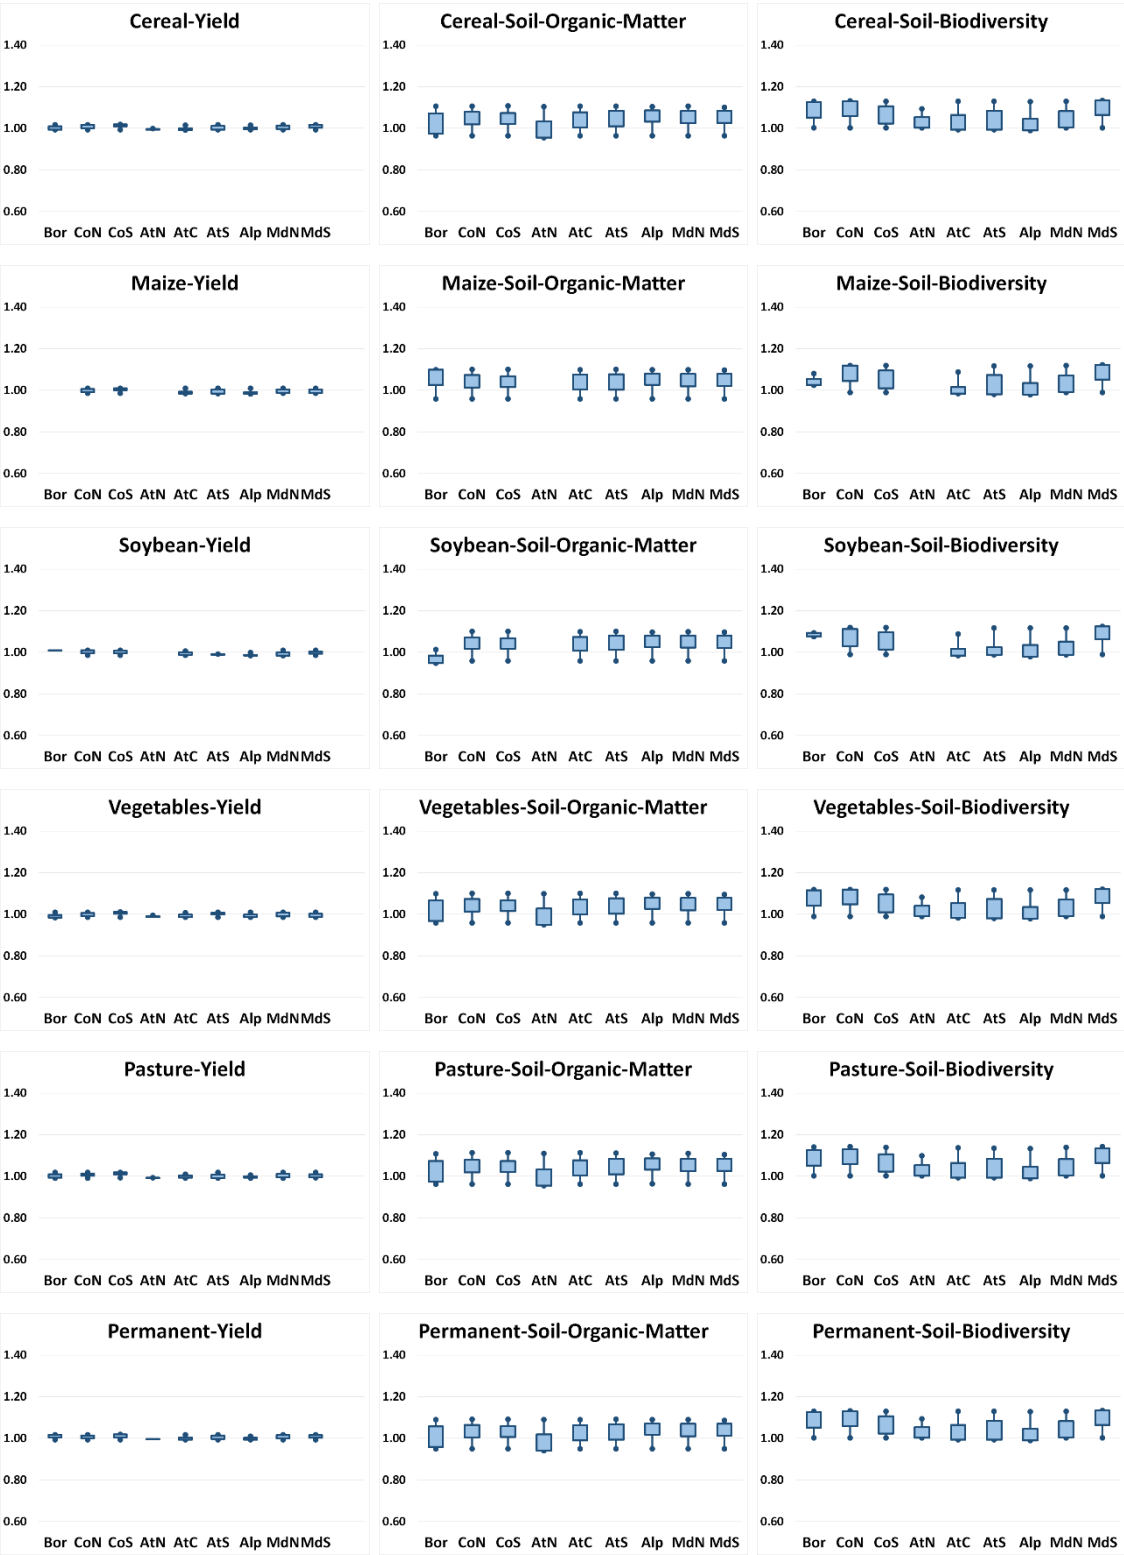 Cereal-Yield
1.40
1.20
1.00
0.80
0.60
Bor CoN CoS AtN AtC AtS Alp MdN MdS
Cereal-Soil-Organic-Matter
1.40
1.20
1.00
0.80
0.60
Bor CoN CoS AtN AtC AtS Alp MdN MdS
Cereal-Soil-Biodiversity
1.40
1.20
1.00
0.80
0.60
Bor CoN CoS AtN AtC AtS Alp MdN MdS
Maize-Yield
1.40
1.20
1.00
0.80
0.60
Bor CoN CoS AtN AtC AtS Alp MdN MdS
Maize-Soil-Organic-Matter
1.40
1.20
1.00
0.80
0.60
Bor CoN CoS AtN AtC AtS Alp MdN MdS
Maize-Soil-Biodiversity
1.40
1.20
1.00
0.80
0.60
Bor CoN CoS AtN AtC AtS Alp MdN MdS
Soybean-Yield
1.40
1.20
1.00
0.80
0.60
Bor CoN CoS AtN AtC AtS Alp MdN MdS
Soybean-Soil-Organic-Matter
1.40
1.20
1.00
0.80
0.60
Bor CoN CoS AtN AtC AtS Alp MdN MdS
Soybean-Soil-Biodiversity
1.40
1.20
1.00
0.80
0.60
Bor CoN CoS AtN AtC AtS Alp MdN MdS
Vegetables-Yield
1.40
1.20
1.00
0.80
0.60
Bor CoN CoS AtN AtC AtS Alp MdN MdS
Vegetables-Soil-Organic-Matter
1.40
1.20
1.00
0.80
0.60
Bor CoN CoS AtN AtC AtS Alp MdN MdS
Vegetables-Soil-Biodiversity
1.40
1.20
1.00
0.80
0.60
Bor CoN CoS AtN AtC AtS Alp MdN MdS
Pasture-Yield
1.40
1.20
1.00
0.80
0.60
Bor CoN CoS AtN AtC AtS Alp MdN MdS
Pasture-Soil-Organic-Matter
1.40
1.20
1.00
0.80
0.60
Bor CoN CoS AtN AtC AtS Alp MdN MdS
Pasture-Soil-Biodiversity
1.40
1.20
1.00
0.80
0.60
Bor CoN CoS AtN AtC AtS Alp MdN MdS
Permanent-Yield
1.40
1.20
1.00
0.80
0.60
Bor CoN CoS AtN AtC AtS Alp MdN MdS
Permanent-Soil-Organic-Matter
1.40
1.20
1.00
0.80
0.60
Bor CoN CoS AtN AtC AtS Alp MdN MdS
Permanent-Soil-Biodiversity
1.40
1.20
1.00
0.80
0.60
Bor CoN CoS AtN AtC AtS Alp MdN MdS